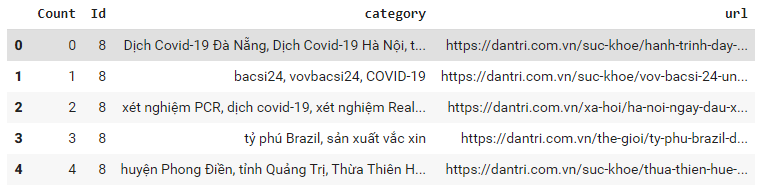 Count Id category url
0 0 8 Dịch Covid-19 Đà Nẵng, Dịch Covid-19 Hà Nội, t... https://dantri.com.vn/suc-khoe/hanh-trinh-day-...
1 1 8 bacsi24, vovbacsi24, COVID-19 https://dantri.com.vn/suc-khoe/vov-bacsi-24-un...
2 2 8 xét nghiệm PCR, dịch covid-19, xét nghiệm Real... https://dantri.com.vn/xa-hoi/ha-noi-ngay-dau-x...
3 3 8 tỷ phú Brazil, sản xuất vắc xin https://dantri.com.vn/the-gioi/ty-phu-brazil-d...
4 4 8 huyện Phong Điền, tỉnh Quảng Trị, Thừa Thiên H... https://dantri.com.vn/suc-khoe/thua-thien-hue-...